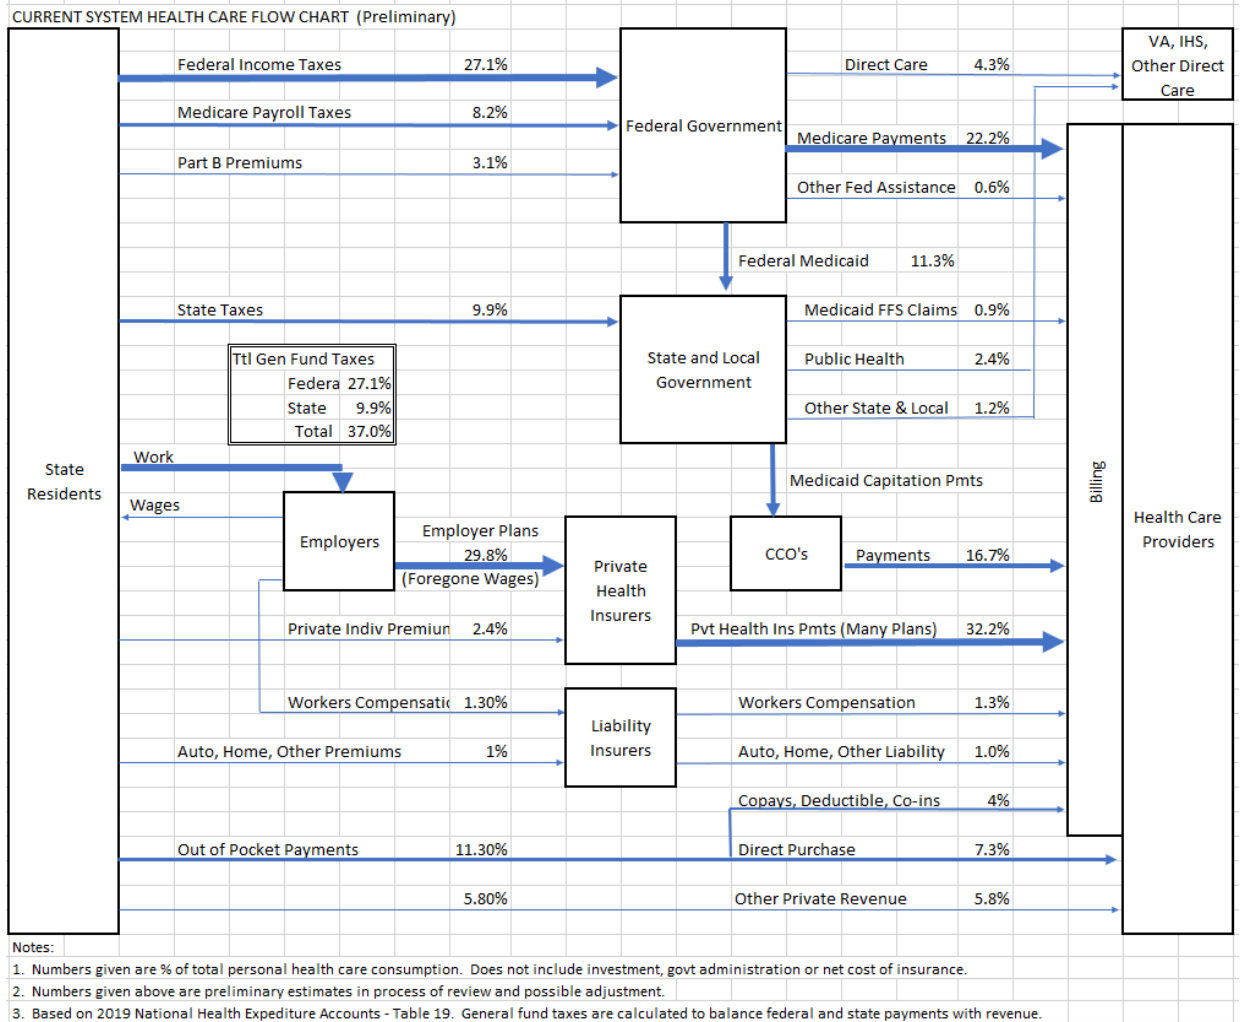 CURRENT SYSTEM HEALTH CARE FLOW CHART (Preliminary)
State
Residents
Federal Income Taxes 27.1%
Medicare Payroll Taxes 8.2%
Part B Premiums 3.1%
Federal Government
Direct Care 4.3%
VA, IHS,
Other Direct
Care
Medicare Payments 22.2%
Other Fed Assistance 0.6%
Federal Medicaid 11.3%
State Taxes 9.9%
State and Local
Government
Medicaid FFS Claims 0.9%
Public Health 2.4%
Other State & Local 1.2%
Ttl Gen Fund Taxes
Federa 27.1%
State 9.9%
Total 37.0%
Work
Wages
Employers
Employer Plans
29.8%
(Foregone Wages)
Private
Health
Insurers
Medicaid Capitation Pmts
CCO's
Payments 16.7%
Billing
Health Care
Providers
Private Indiv Premiun 2.4%
Pvt Health Ins Pmts (Many Plans) 32.2%
Workers Compensatic 1.30%
Liability
Insurers
Workers Compensation 1.3%
Auto, Home, Other Premiums 1%
Auto, Home, Other Liability 1.0%
Copays, Deductible, Co-ins 4%
Out of Pocket Payments 11.30%
Direct Purchase 7.3%
5.80%
Other Private Revenue 5.8%
Notes:
1. Numbers given are % of total personal health care consumption. Does not include investment, govt administration or net cost of insurance.
2. Numbers given above are preliminary estimates in process of review and possible adjustment.
3. Based on 2019 National Health Expediture Accounts - Table 19. General fund taxes are calculated to balance federal and state payments with revenue.